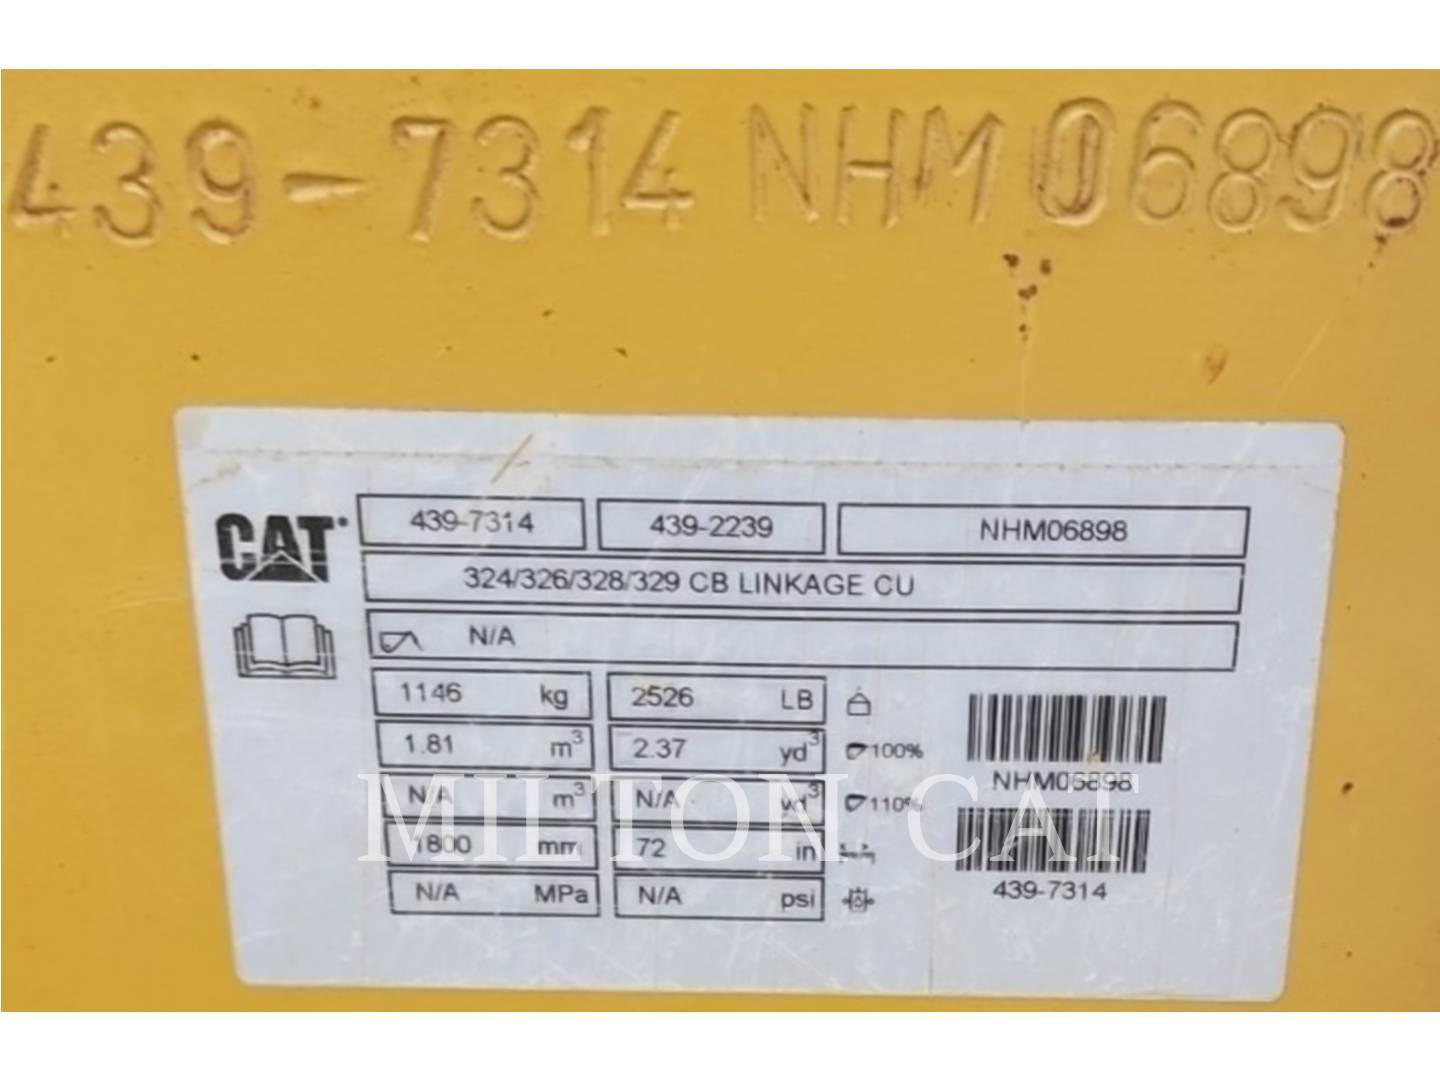 439-7314 NHM06898
CAT 439-7314 439-2239 NHM06898
324/326/328/329 CB LINKAGE CU
N/A
1146 kg 2526 LB
1.81 m³ 2.37 yd³ 100%
N/A m³ N/A yd³ 110%
1800 mm 72 in
N/A MPa N/A psi
NHM06898
439-7314
MILTON CAT